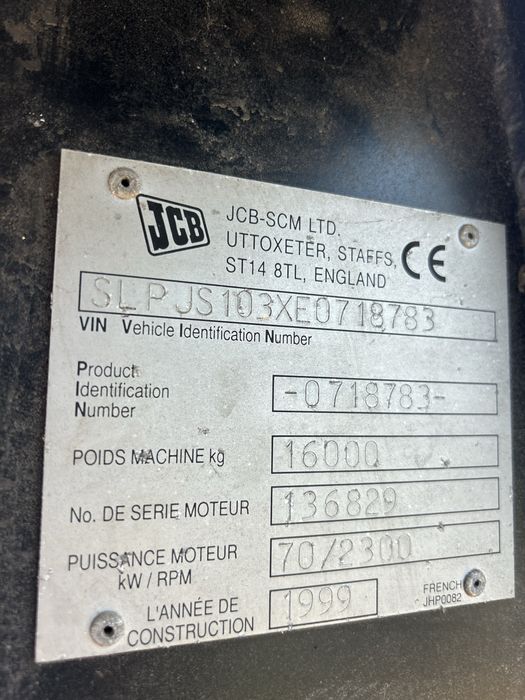 JCB
JCB-SCM LTD.
UTTOXETER, STAFFS,
ST14 8TL, ENGLAND
CE
SLPJS103XE0718783
VIN Vehicle Identification Number
Product
Identification
Number
-0718783-
POIDS MACHINE kg
16000
No. DE SERIE MOTEUR
136829
PUISSANCE MOTEUR
kW / RPM
70/2300
L'ANNÉE DE
CONSTRUCTION
1999
FRENCH
JHP0082